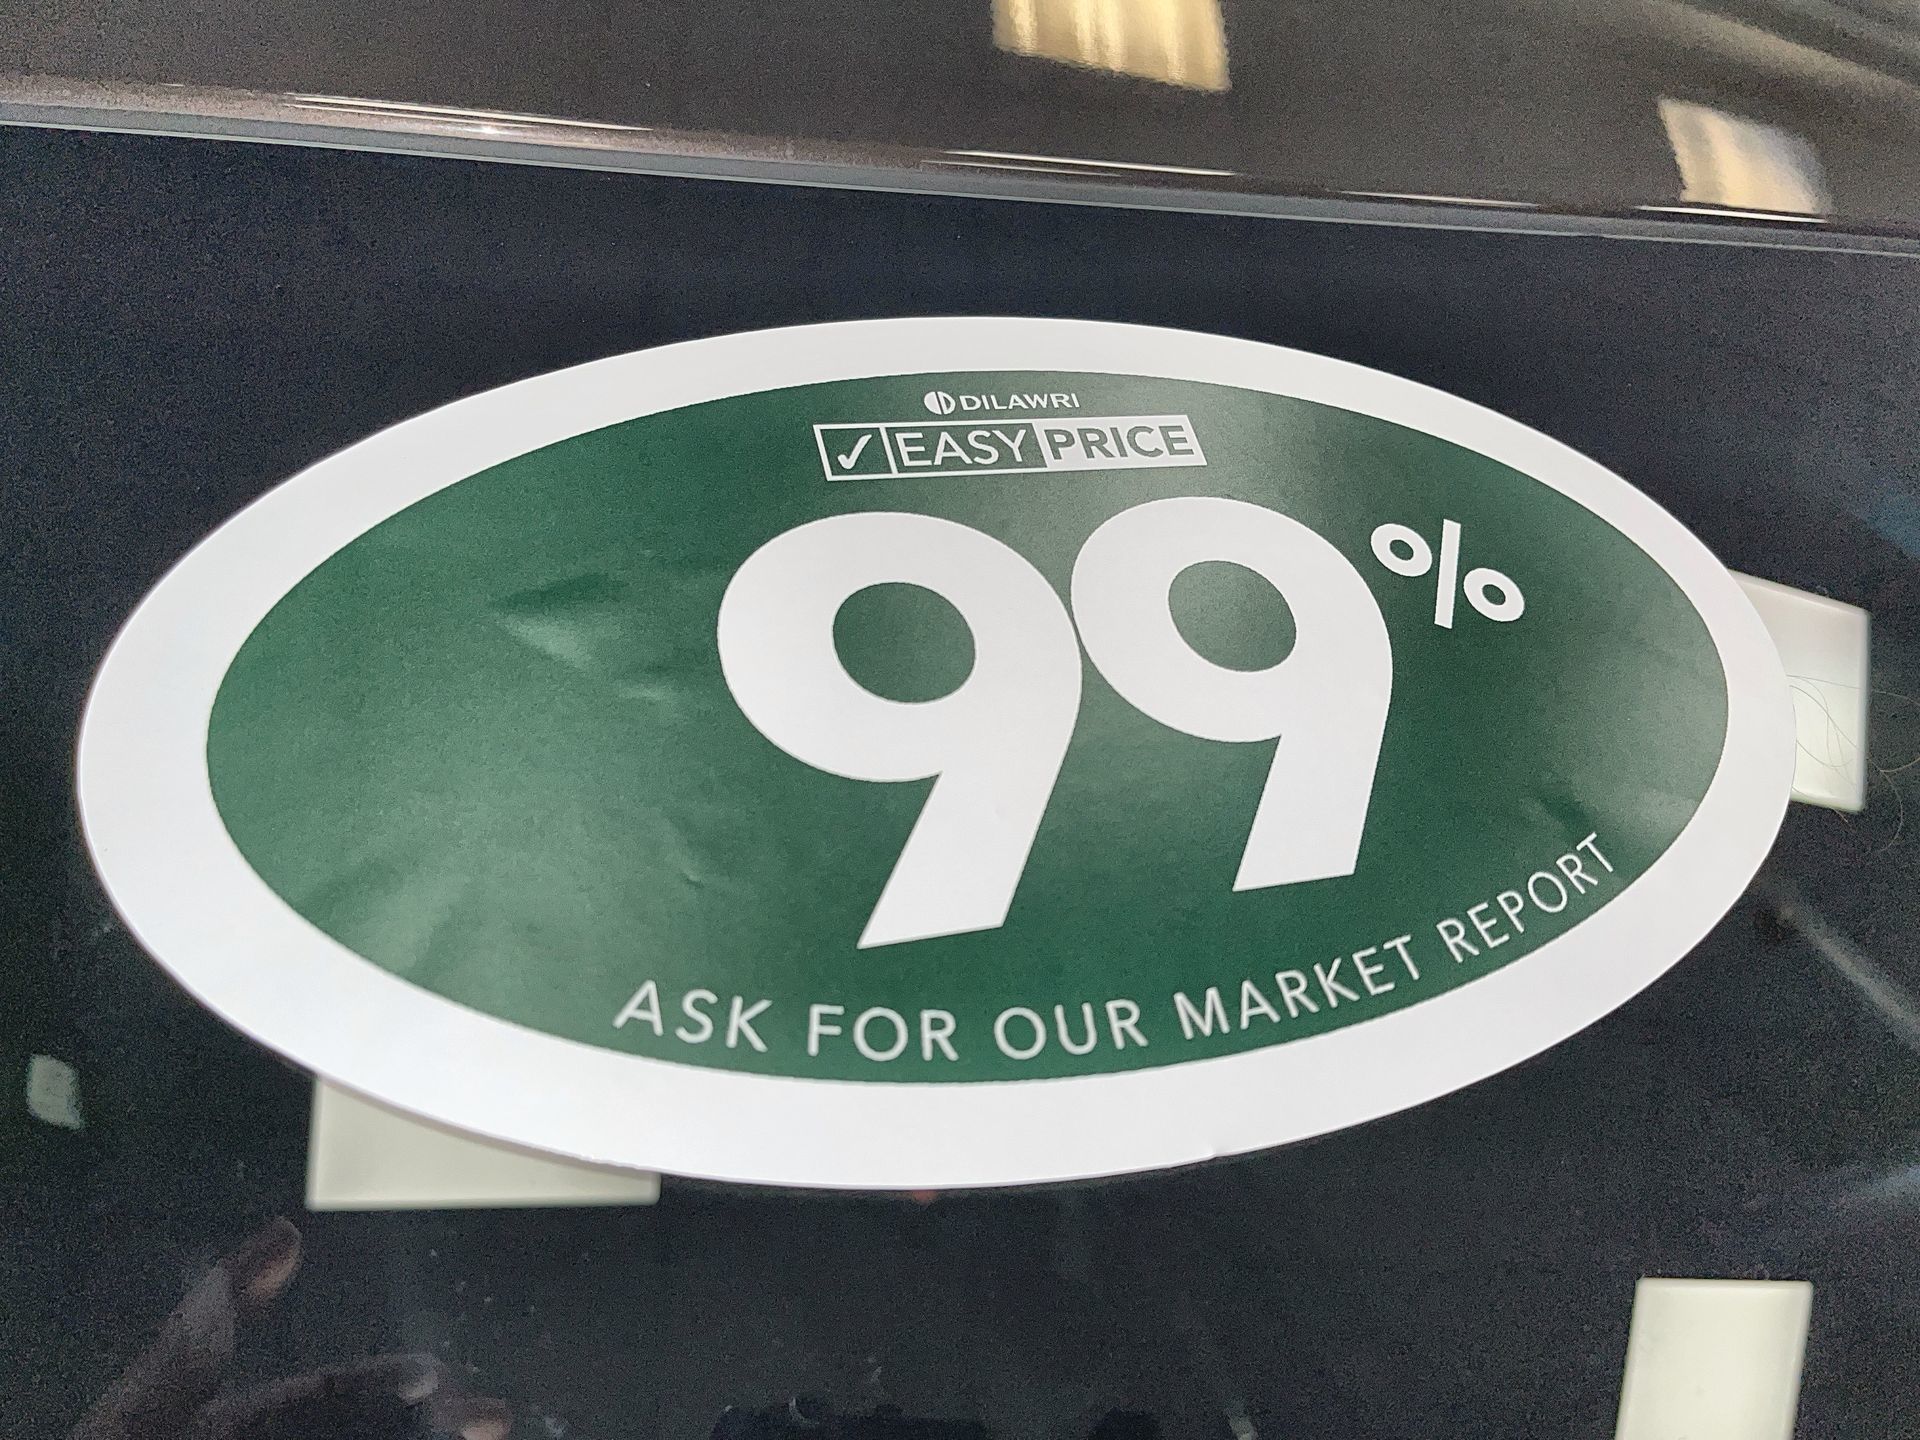 DILAWRI
✓ EASY PRICE
99%
ASK FOR OUR MARKET REPORT